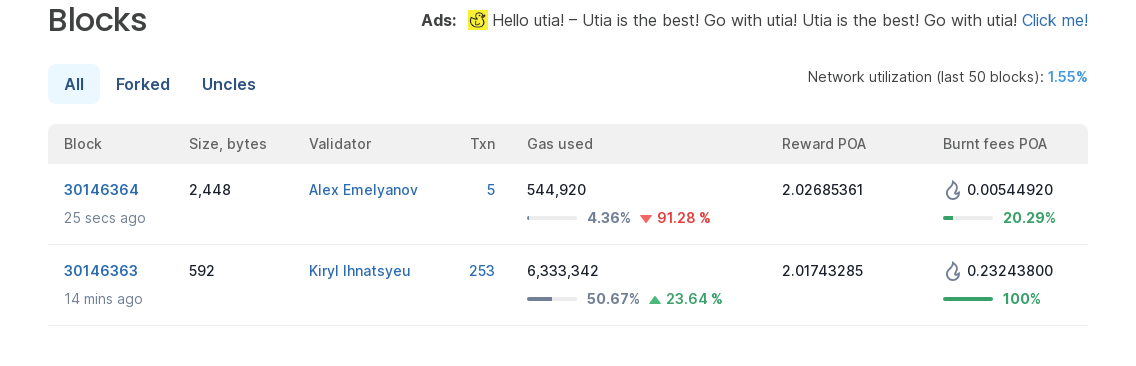 Blocks
Ads: Hello utia! – Utia is the best! Go with utia! Utia is the best! Go with utia! Click me!
All Forked Uncles
Network utilization (last 50 blocks): 1.55%
Block Size, bytes Validator Txn Gas used Reward POA Burnt fees POA
30146364 2,448 Alex Emelyanov 5 544,920 2.02685361 0.00544920
25 secs ago 4.36% 91.28 % 20.29%
30146363 592 Kiryl Ihnatsyeu 253 6,333,342 2.01743285 0.23243800
14 mins ago 50.67% 23.64 % 100%